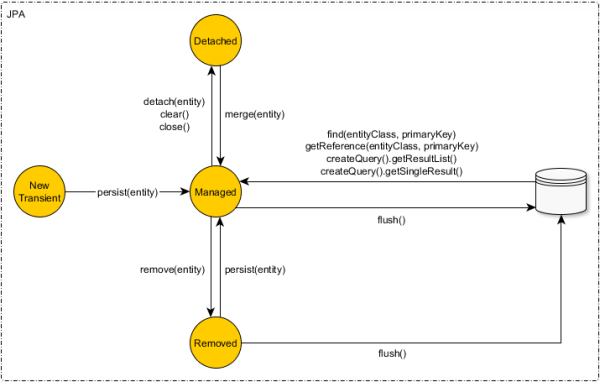 JPA
Detached
detach(entity)
clear()
close()
merge(entity)
find(entityClass, primaryKey)
getReference(entityClass, primaryKey)
createQuery().getResultList()
createQuery().getSingleResult()
New
Transient
persist(entity)
Managed
flush()
remove(entity)
persist(entity)
Removed
flush()